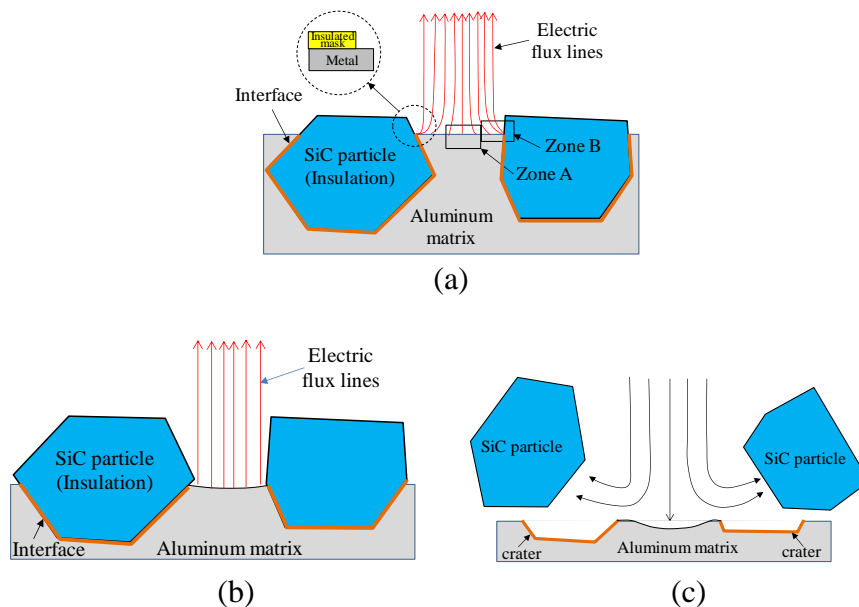 Insulated
mask
Metal
Electric
flux lines
Interface
SiC particle
(Insulation)
Zone B
Zone A
Aluminum
matrix
(a)
Electric
flux lines
SiC particle
(Insulation)
Interface
Aluminum matrix
(b)
SiC particle
SiC particle
crater
Aluminum matrix
crater
(c)